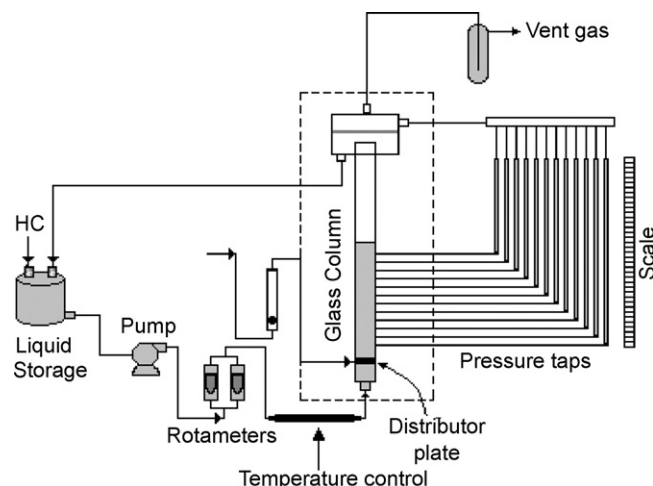 Vent gas
HC
Glass Column
Scale
Pump
Liquid
Storage
Pressure taps
Rotameters
Distributor
plate
Temperature control